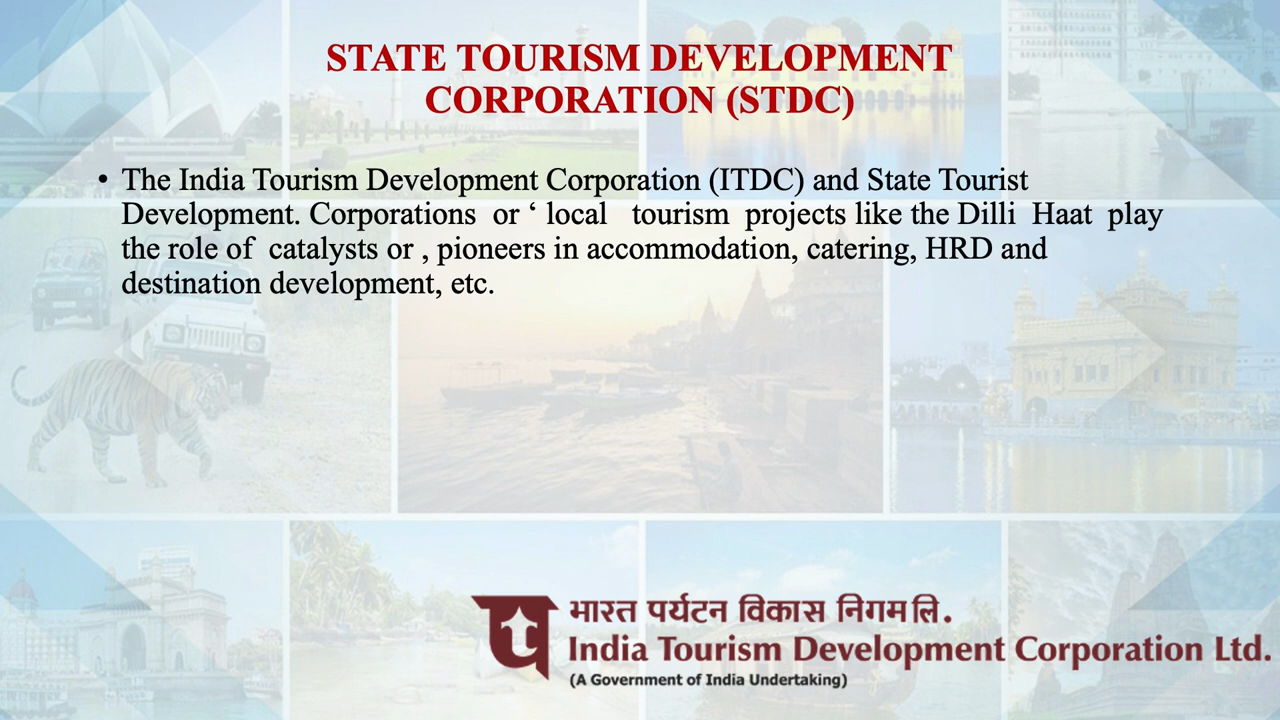 STATE TOURISM DEVELOPMENT
CORPORATION (STDC)
• The India Tourism Development Corporation (ITDC) and State Tourist
Development. Corporations or ‘ local tourism projects like the Dilli Haat play
the role of catalysts or , pioneers in accommodation, catering, HRD and
destination development, etc.
भारत पर्यटन विकास निगम लि.
India Tourism Development Corporation Ltd.
(A Government of India Undertaking)